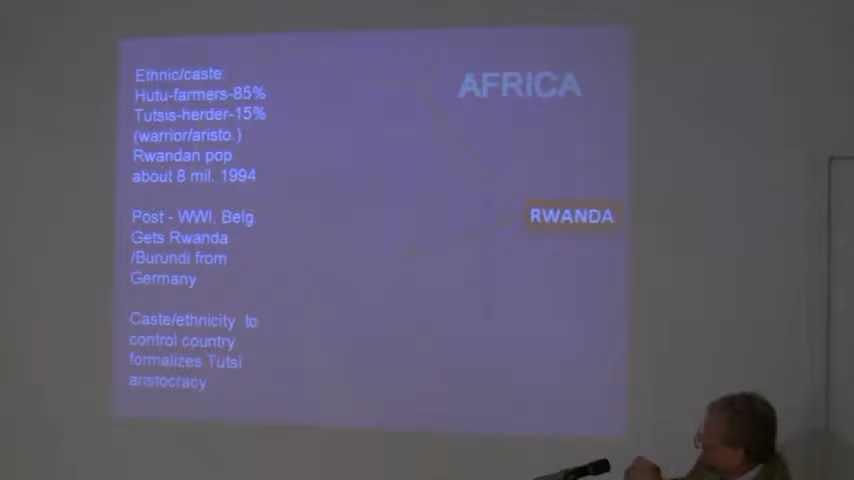 Ethnic/caste
Hutu-farmers-85%
Tutsis-herder-15%
(warrior/aristo.)
Rwandan pop
about 8 mil. 1994
Post - WWI, Belg.
Gets Rwanda
/Burundi from
Germany
Caste/ethnicity to
control country
formalizes Tutsi
aristocracy
AFRICA
RWANDA